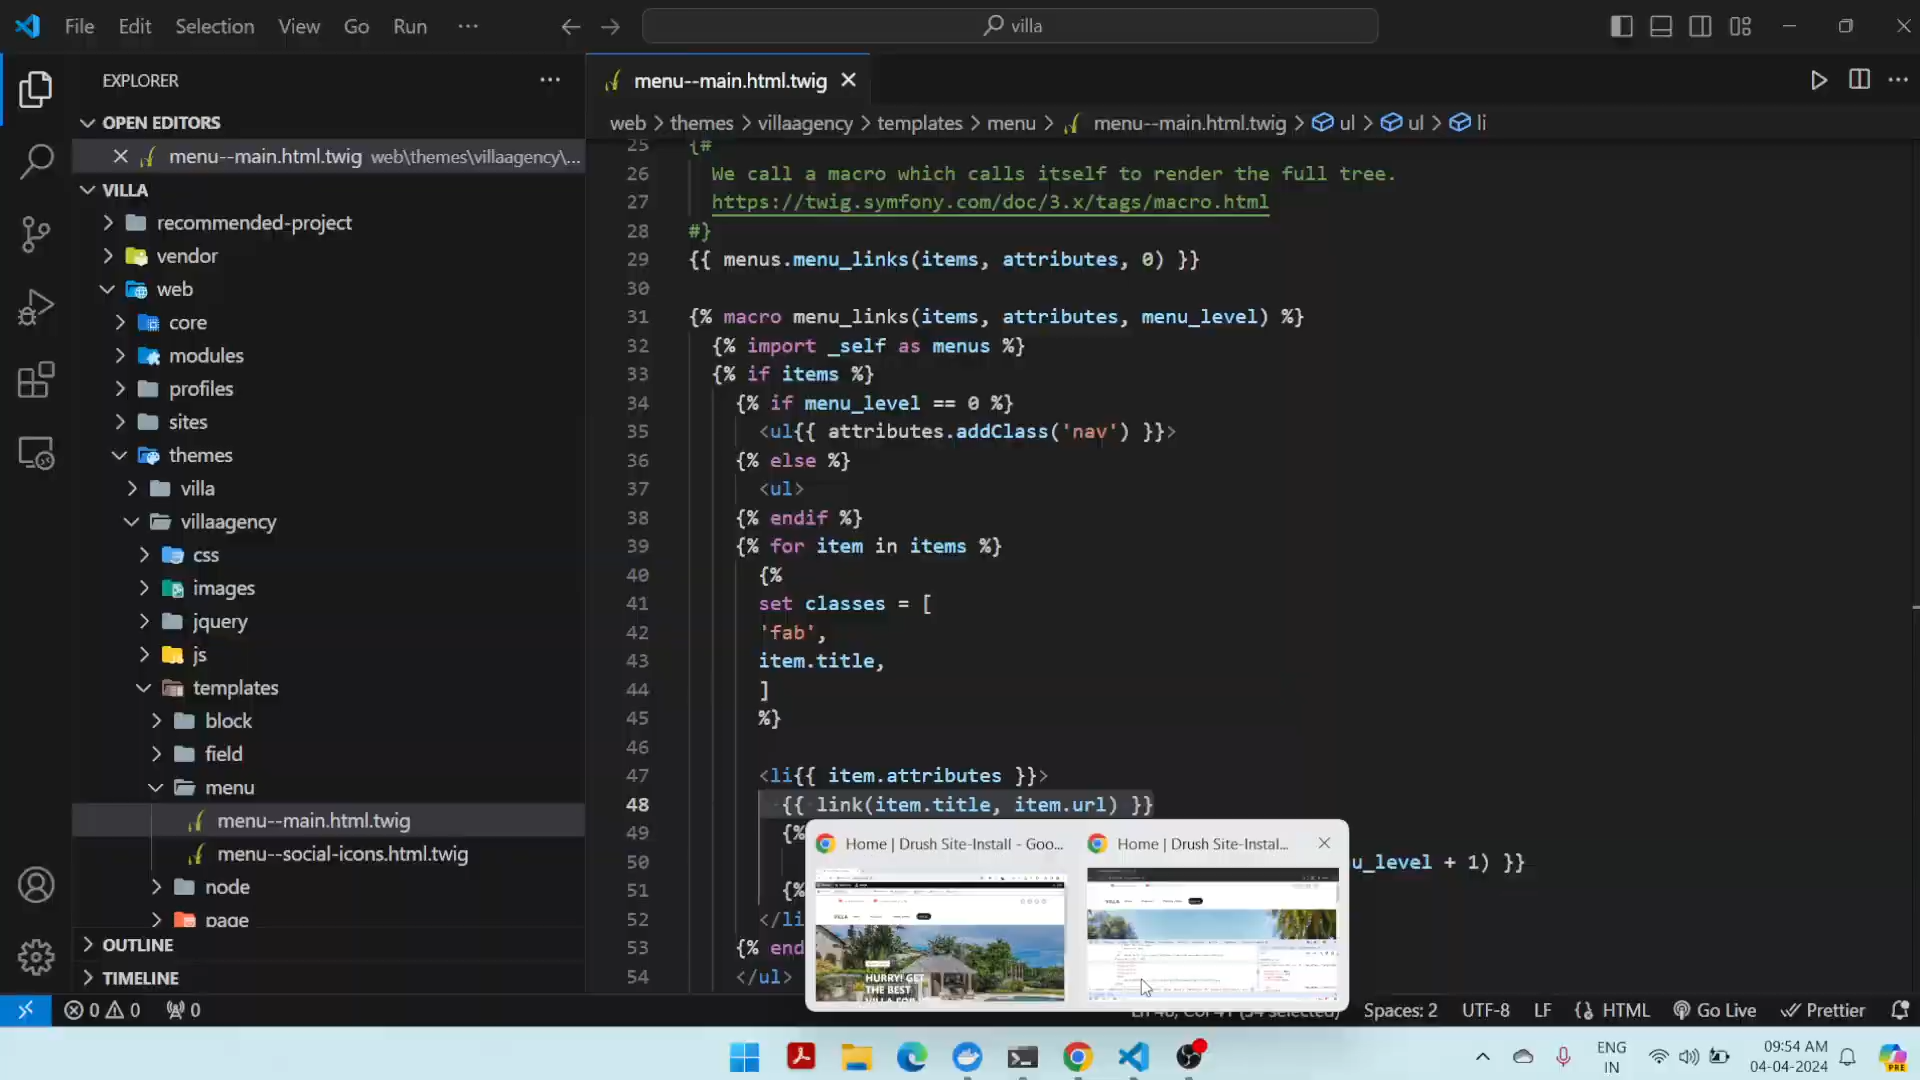 File Edit Selection View Go Run ···
villa
EXPLORER
OPEN EDITORS
menu--main.html.twig web\themes\villaagency\...
VILLA
recommended-project
vendor
web
core
modules
profiles
sites
themes
villa
villaagency
css
images
jquery
js
templates
block
field
menu
menu--main.html.twig
menu--social-icons.html.twig
node
page
OUTLINE
TIMELINE
menu--main.html.twig
web > themes > villaagency > templates > menu > menu--main.html.twig > ul > ul > li
25 {#
26 We call a macro which calls itself to render the full tree.
27 https://twig.symfony.com/doc/3.x/tags/macro.html
28 #}
29 {{ menus.menu_links(items, attributes, 0) }}
30
31 {% macro menu_links(items, attributes, menu_level) %}
32 {% import _self as menus %}
33 {% if items %}
34 {% if menu_level == 0 %}
35 <ul{{ attributes.addClass('nav') }}>
36 {% else %}
37 <ul>
38 {% endif %}
39 {% for item in items %}
40 {%
41 set classes = [
42 'fab',
43 item.title,
44 ]
45 %}
46
47 <li{{ item.attributes }}>
48 {{ link(item.title, item.url) }}
49 {%
50 u_level + 1) }}
51 {%
52 </li
53 {% end
54 </ul>
Home | Drush Site-Install - Goo...
Home | Drush Site-Instal...
VILLA
HURRY! GET
THE BEST
0 0 0
Spaces: 2 UTF-8 LF HTML Go Live Prettier
ENG
IN
09:54 AM
04-04-2024
PRE